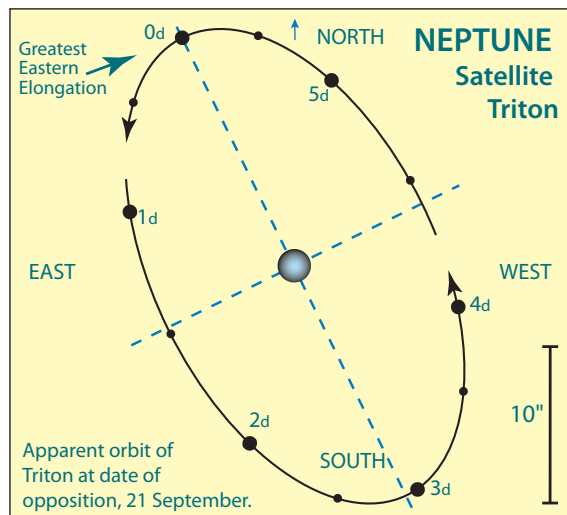 NEPTUNE
Satellite
Triton
Greatest
Eastern
Elongation
0d
NORTH
5d
1d
EAST
WEST
4d
2d
10"
SOUTH
3d
Apparent orbit of
Triton at date of
opposition, 21 September.